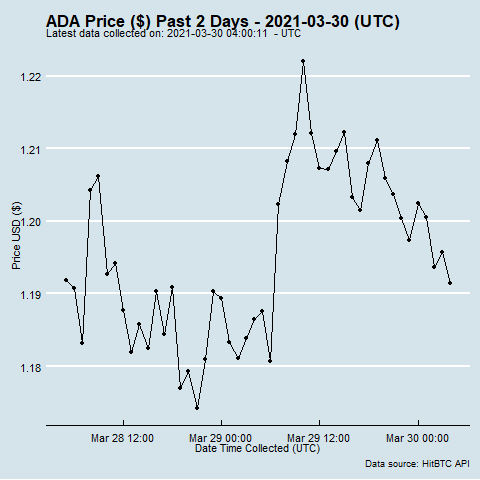 ADA Price ($) Past 2 Days - 2021-03-30 (UTC)
Latest data collected on: 2021-03-30 04:00:11 - UTC
1.22
1.21
1.20
1.19
1.18
Price USD ($)
Mar 28 12:00 Mar 29 00:00 Mar 29 12:00 Mar 30 00:00
Date Time Collected (UTC)
Data source: HitBTC API